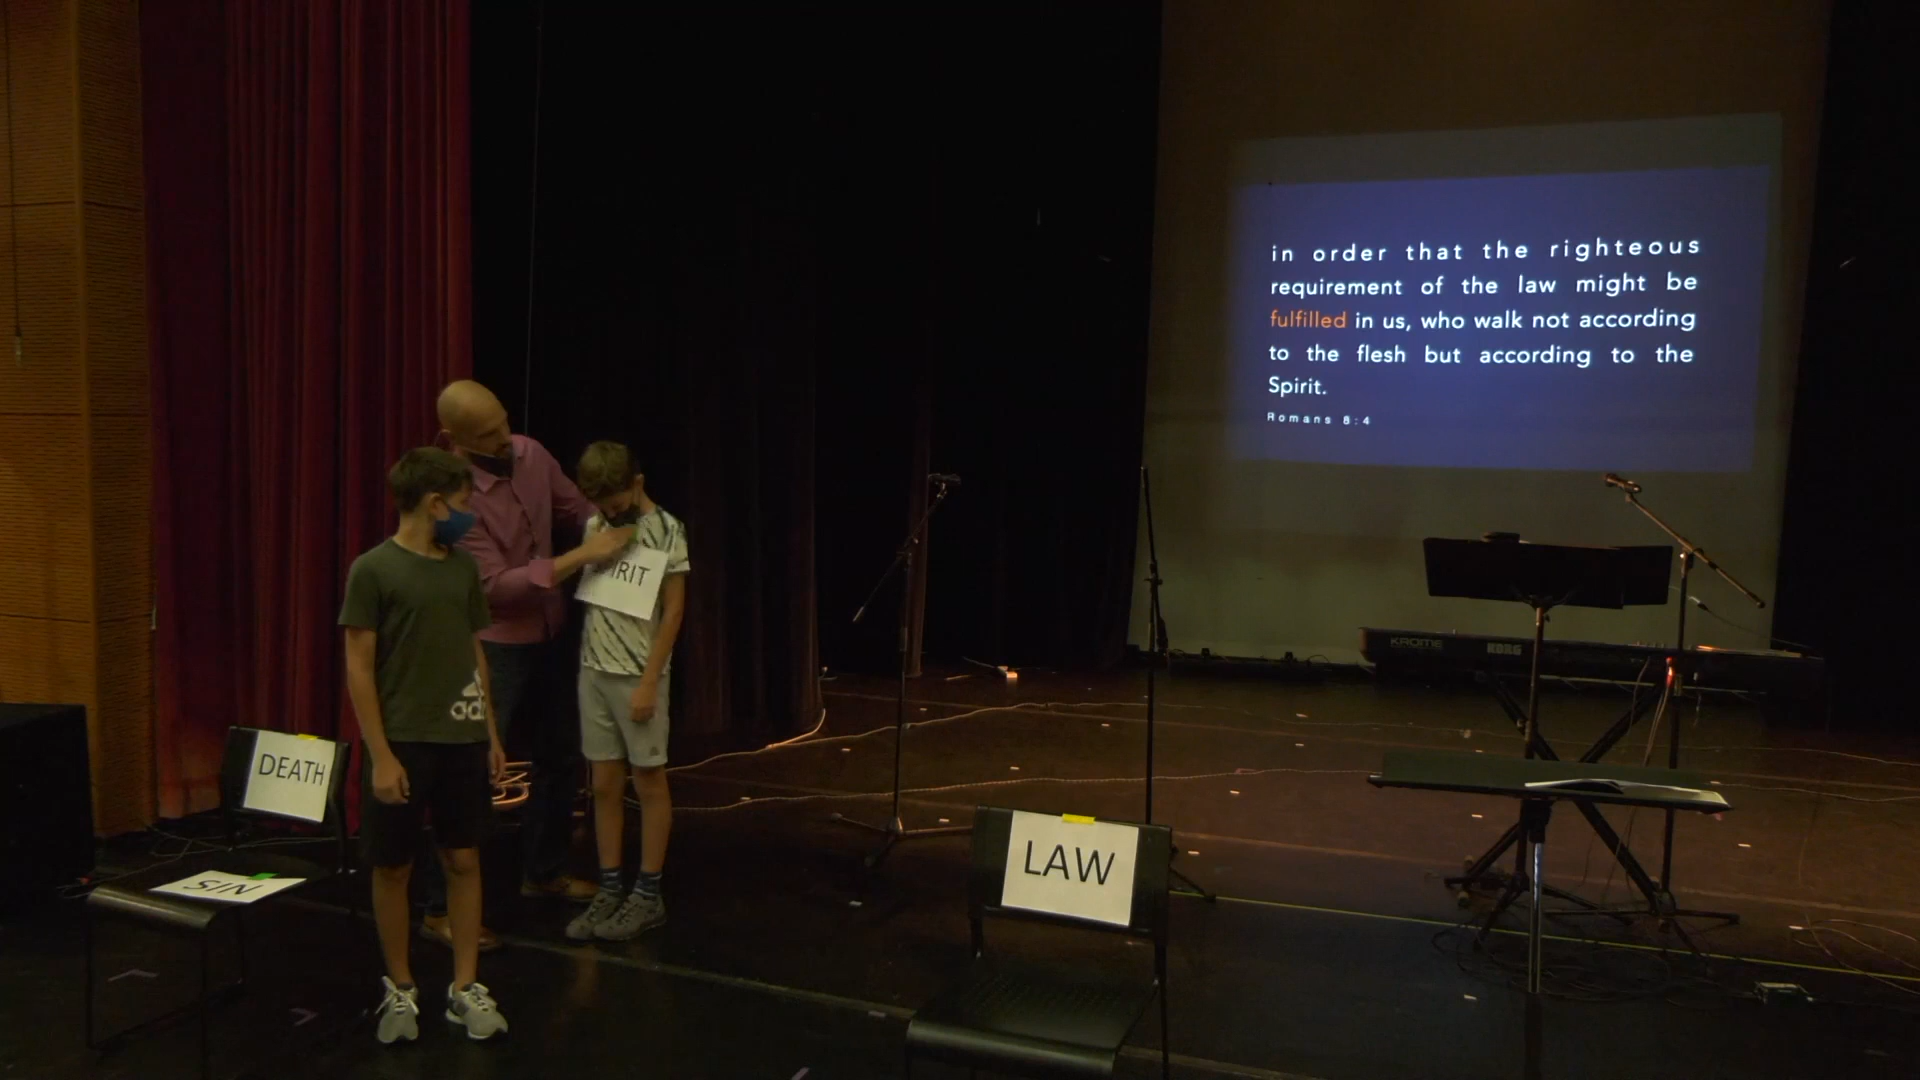 in order that the righteous
requirement of the law might be
fulfilled in us, who walk not according
to the flesh but according to the
Spirit.
Romans 8:4
PIRIT
DEATH
SIN
LAW
KROME
KORG